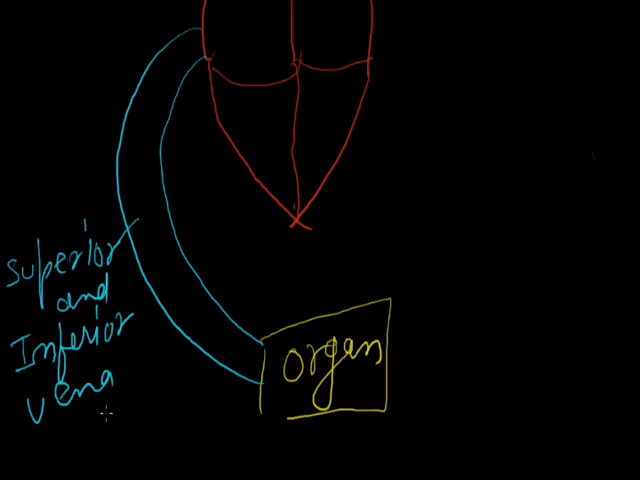 Superior
and
Inferior
vena
organ